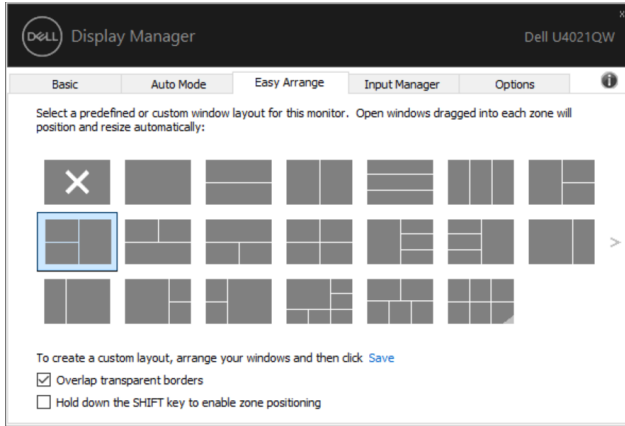 x
DELL Display Manager Dell U4021QW
Basic Auto Mode Easy Arrange Input Manager Options i
Select a predefined or custom window layout for this monitor. Open windows dragged into each zone will
position and resize automatically:
>
To create a custom layout, arrange your windows and then click Save
Overlap transparent borders
Hold down the SHIFT key to enable zone positioning